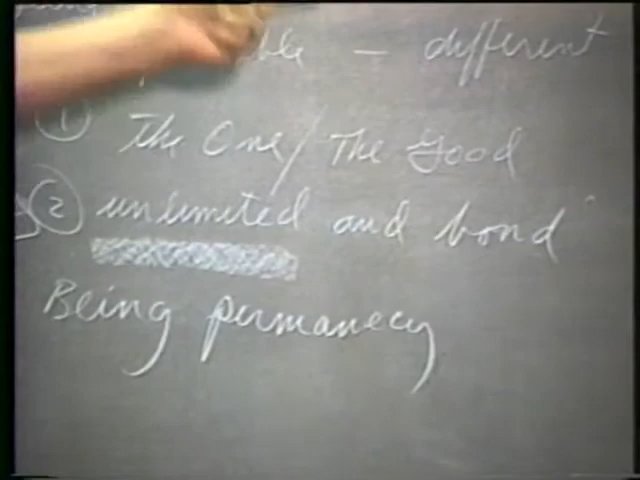 – different
① The One/The Good
② unlimited and bond
Being permanecy